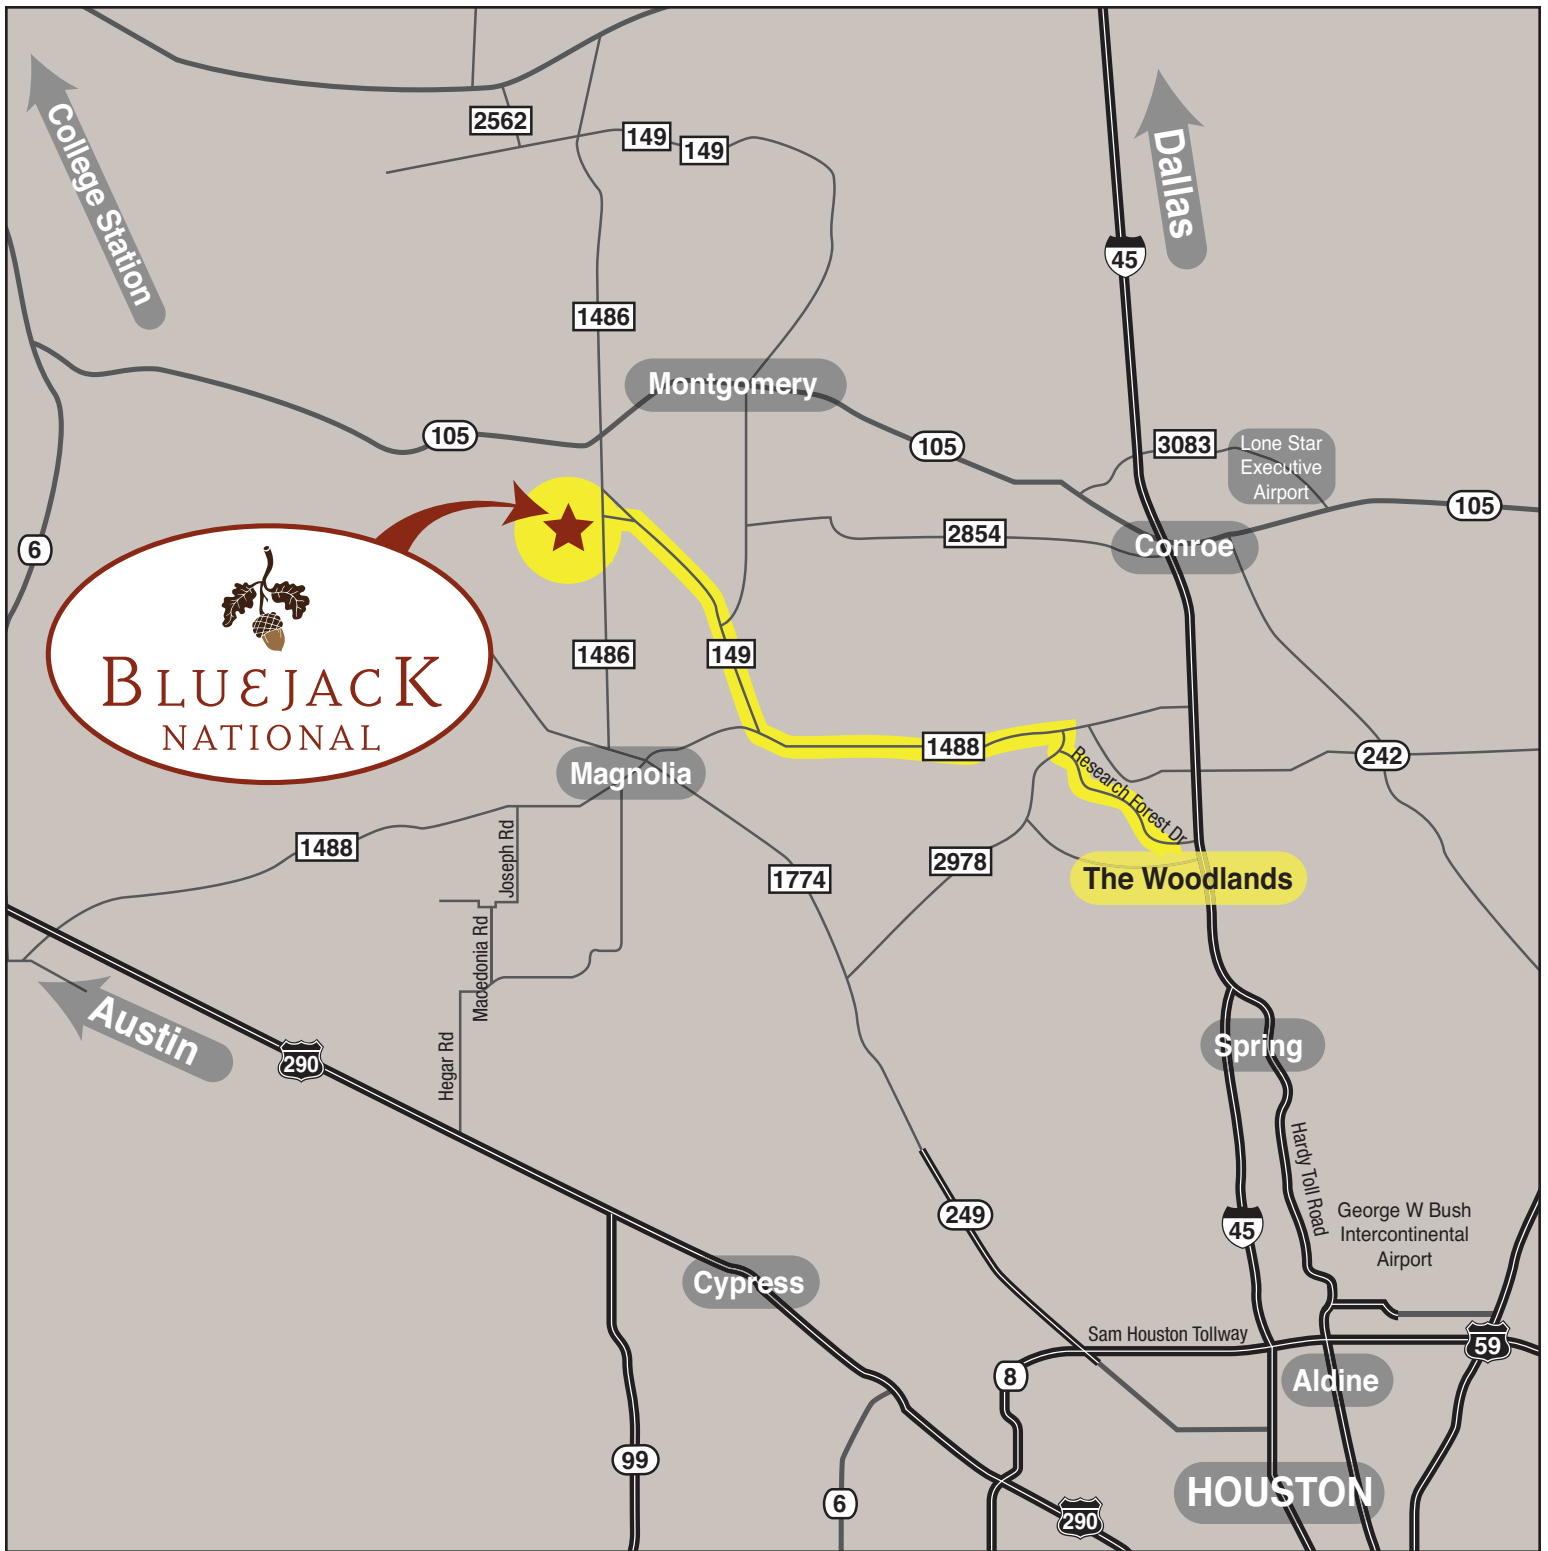 College Station
Dallas
2562
149
149
45
1486
Montgomery
105
105
3083
Lone Star
Executive
Airport
105
2854
Conroe
6
BLUEJACK
NATIONAL
1486
149
1488
242
Magnolia
Research Forest Dr
1488
Joseph Rd
1774
2978
The Woodlands
Macedonia Rd
Austin
290
Hegar Rd
Spring
Hardy Toll Road
249
45
George W Bush
Intercontinental
Airport
Cypress
Sam Houston Tollway
59
8
Aldine
99
6
HOUSTON
290